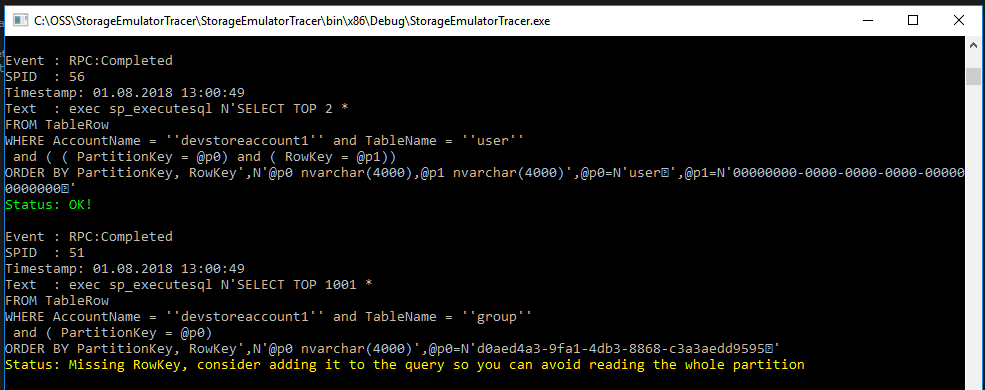 C:\OSS\StorageEmulatorTracer\StorageEmulatorTracer\bin\x86\Debug\StorageEmulatorTracer.exe
Event : RPC:Completed
SPID  : 56
Timestamp: 01.08.2018 13:00:49
Text  : exec sp_executesql N'SELECT TOP 2 *
FROM TableRow
WHERE AccountName = ''devstoreaccount1'' and TableName = ''user''
 and ( ( PartitionKey = @p0) and ( RowKey = @p1))
ORDER BY PartitionKey, RowKey',N'@p0 nvarchar(4000),@p1 nvarchar(4000)',@p0=N'user⍰',@p1=N'00000000-0000-0000-0000-00000
0000000⍰'
Status: OK!
Event : RPC:Completed
SPID  : 51
Timestamp: 01.08.2018 13:00:49
Text  : exec sp_executesql N'SELECT TOP 1001 *
FROM TableRow
WHERE AccountName = ''devstoreaccount1'' and TableName = ''group''
 and ( PartitionKey = @p0)
ORDER BY PartitionKey, RowKey',N'@p0 nvarchar(4000)',@p0=N'd0aed4a3-9fa1-4db3-8868-c3a3aedd9595⍰'
Status: Missing RowKey, consider adding it to the query so you can avoid reading the whole partition